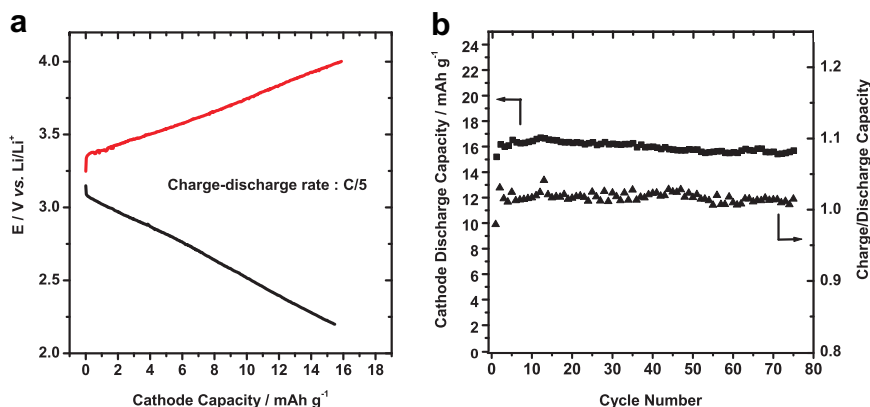 a
E / V vs. Li/Li⁺
4.0
3.5
3.0
2.5
2.0
Charge-discharge rate : C/5
0 2 4 6 8 10 12 14 16 18
Cathode Capacity / mAh g⁻¹
b
Cathode Discharge Capacity / mAh g⁻¹
24
22
20
18
16
14
12
10
8
6
4
2
0
1.2
1.1
1.0
0.9
0.8
Charge/Discharge Capacity
0 10 20 30 40 50 60 70 80
Cycle Number